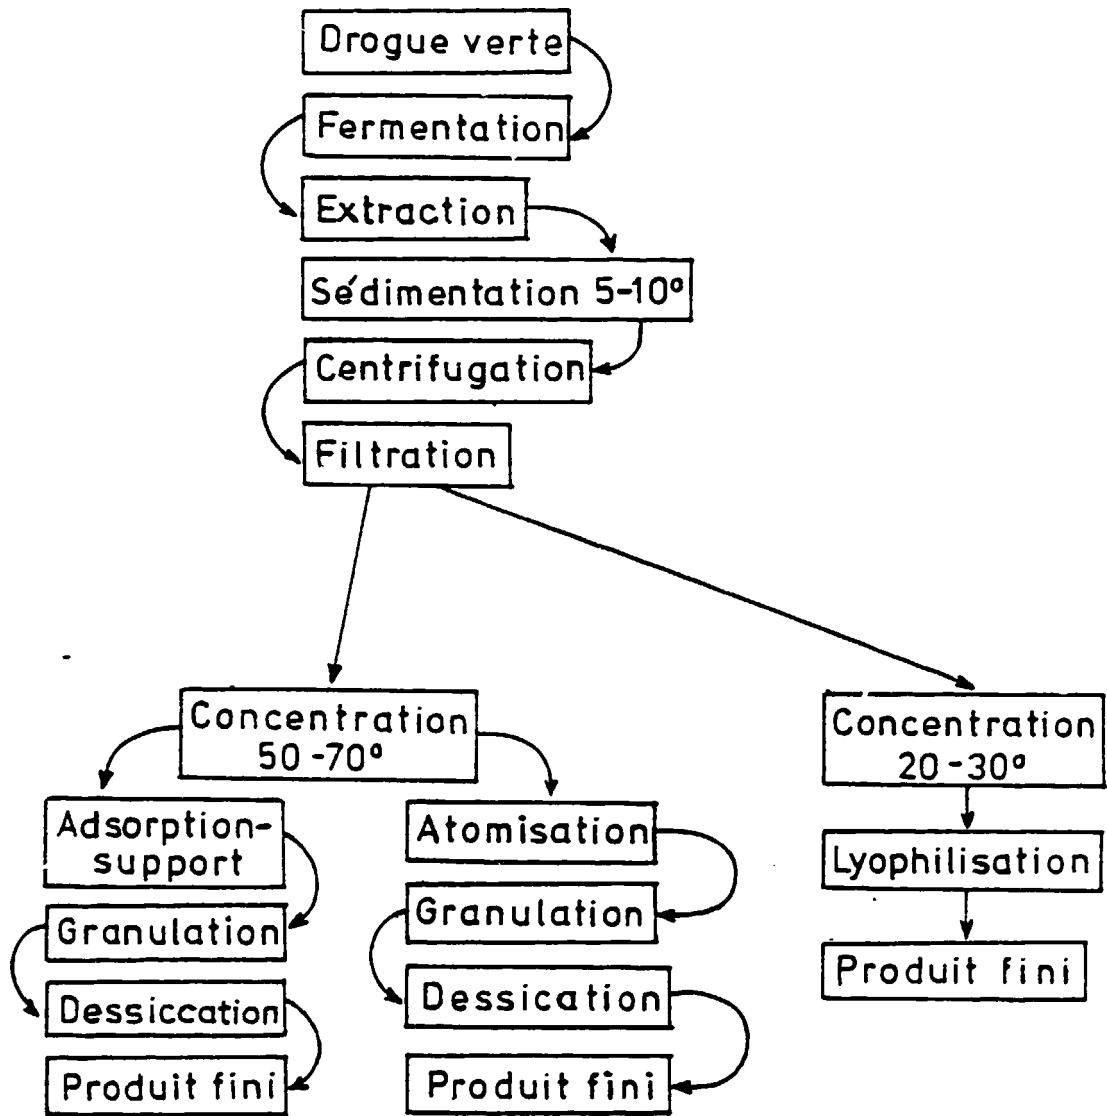 Drogue verte
Fermentation
Extraction
Sédimentation 5-10°
Centrifugation
Filtration
Concentration
50-70°
Adsorption-
support
Granulation
Dessiccation
Produit fini
Atomisation
Granulation
Dessication
Produit fini
Concentration
20-30°
Lyophilisation
Produit fini